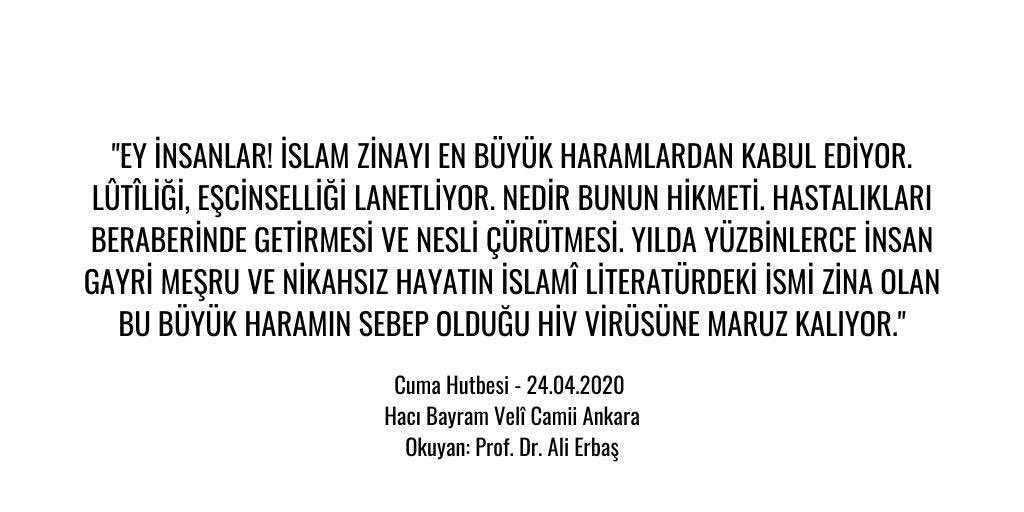 "EY İNSANLAR! İSLAM ZİNAYI EN BÜYÜK HARAMLARDAN KABUL EDİYOR.
LÛTÎLİĞİ, EŞCİNSELLİĞİ LANETLİYOR. NEDİR BUNUN HİKMETİ. HASTALIKLARI
BERABERİNDE GETİRMESİ VE NESLİ ÇÜRÜTMESİ. YILDA YÜZBİNLERCE İNSAN
GAYRİ MEŞRU VE NİKAHSIZ HAYATIN İSLAMÎ LİTERATÜRDEKİ İSMİ ZİNA OLAN
BU BÜYÜK HARAMIN SEBEP OLDUĞU HİV VİRÜSÜNE MARUZ KALIYOR."
Cuma Hutbesi - 24.04.2020
Hacı Bayram Velî Camii Ankara
Okuyan: Prof. Dr. Ali Erbaş